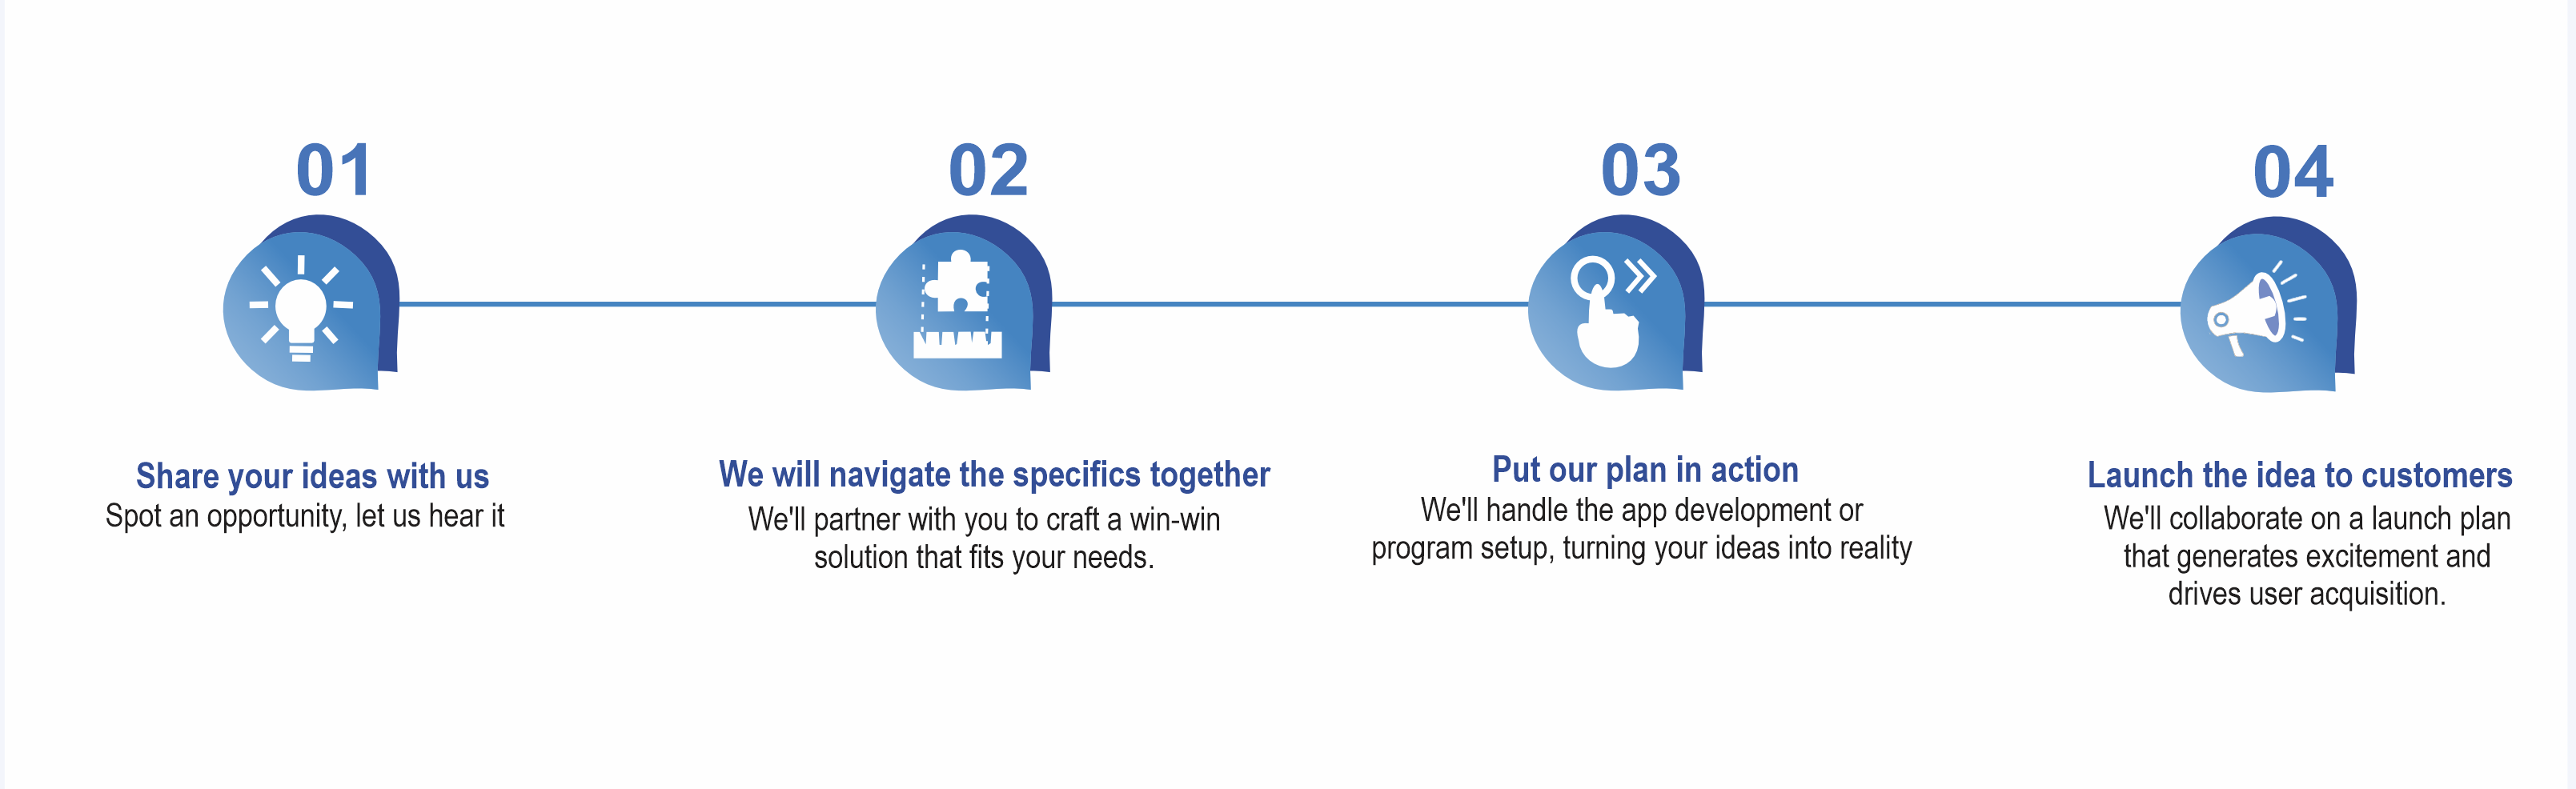 01
Share your ideas with us
Spot an opportunity, let us hear it
02
We will navigate the specifics together
We'll partner with you to craft a win-win
solution that fits your needs.
03
Put our plan in action
We'll handle the app development or
program setup, turning your ideas into reality
04
Launch the idea to customers
We'll collaborate on a launch plan
that generates excitement and
drives user acquisition.